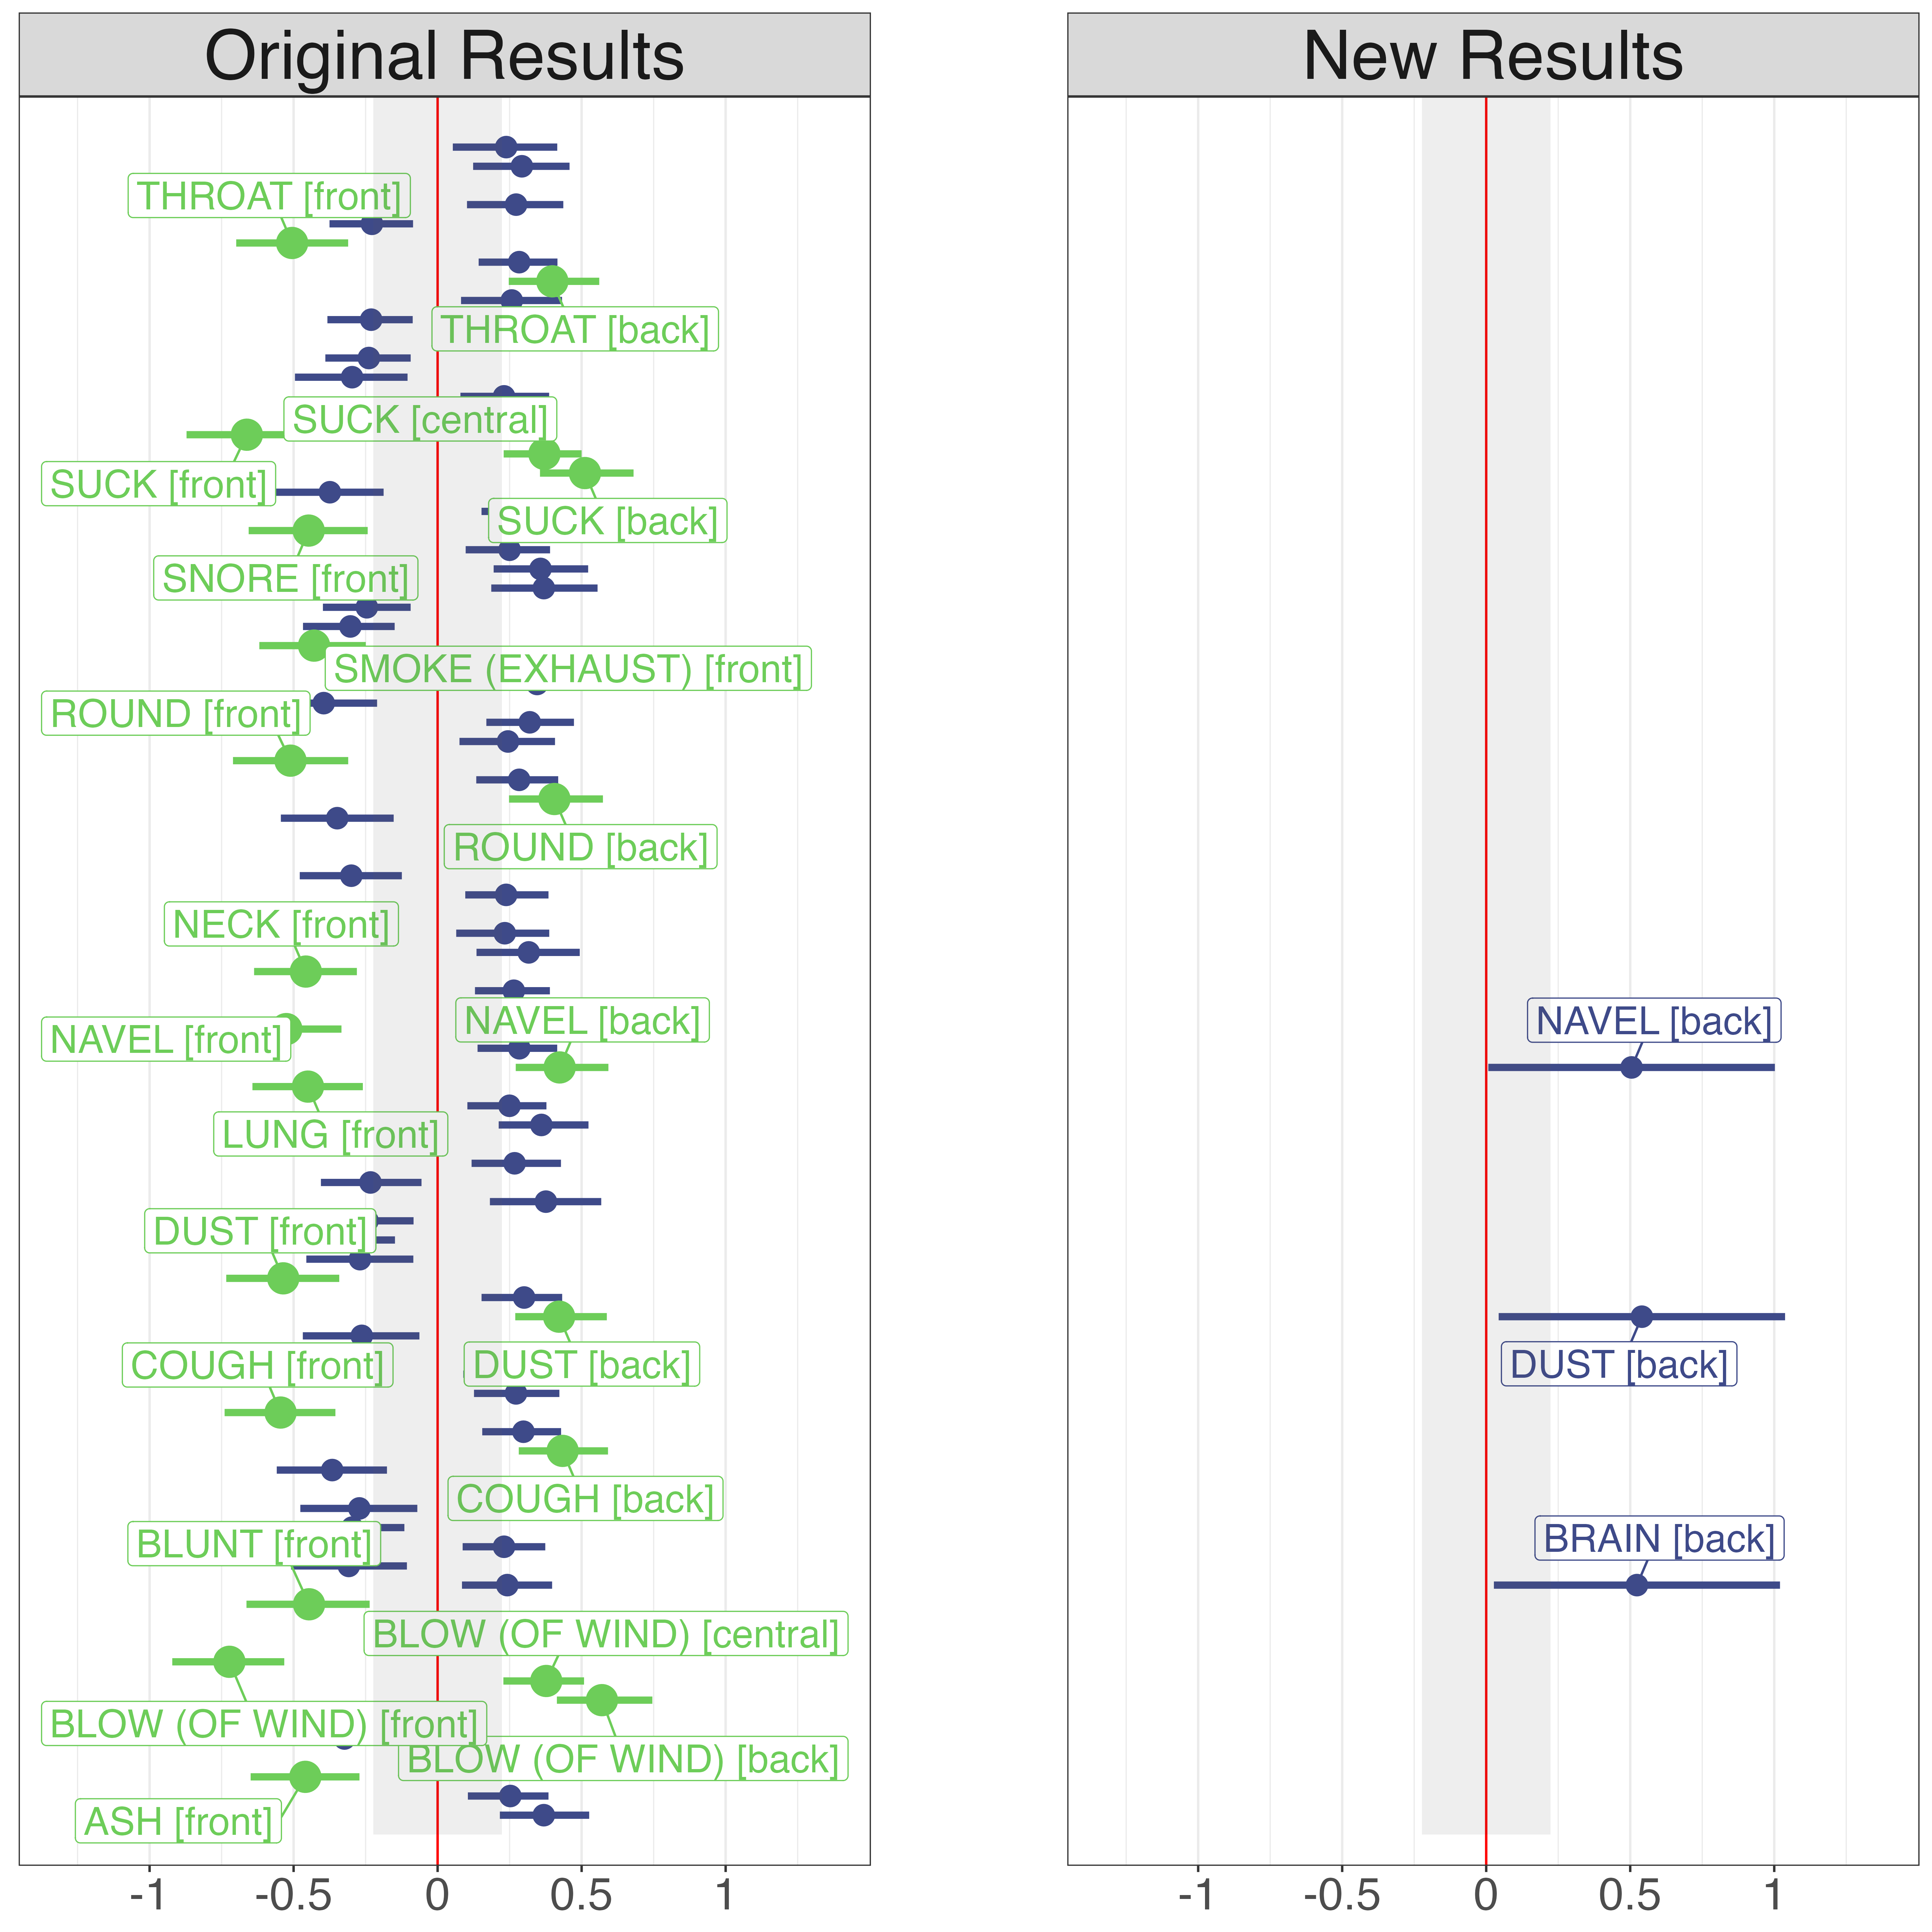 Original Results
THROAT [front]
THROAT [back]
SUCK [central]
SUCK [front]
SUCK [back]
SNORE [front]
SMOKE (EXHAUST) [front]
ROUND [front]
ROUND [back]
NECK [front]
NAVEL [back]
NAVEL [front]
LUNG [front]
DUST [front]
COUGH [front]
DUST [back]
COUGH [back]
BLUNT [front]
BLOW (OF WIND) [central]
BLOW (OF WIND) [front]
BLOW (OF WIND) [back]
ASH [front]
-1 -0.5 0 0.5 1
New Results
NAVEL [back]
DUST [back]
BRAIN [back]
-1 -0.5 0 0.5 1